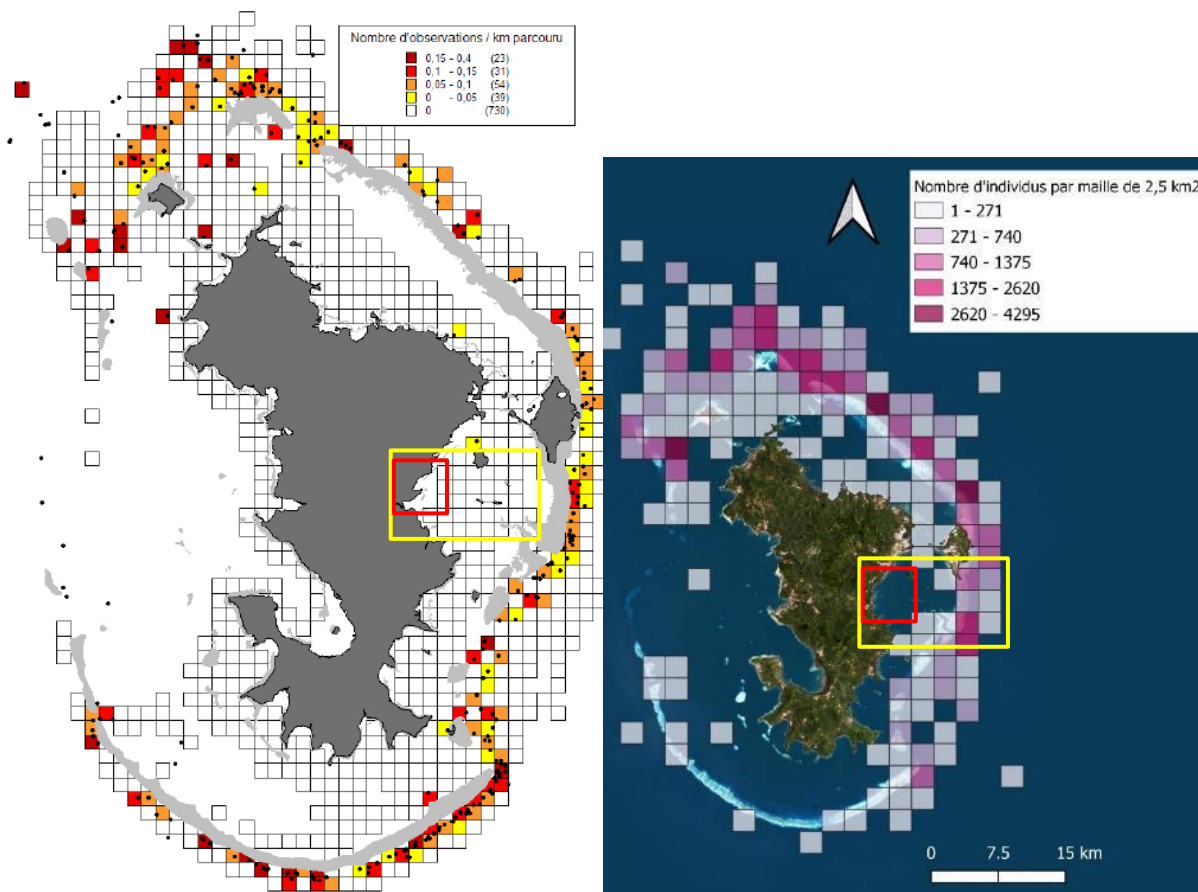 Nombre d'observations / km parcouru
0,15 - 0,4 (23)
0,1 - 0,15 (31)
0,05 - 0,1 (54)
0 - 0,05 (39)
0 (730)
Nombre d'individus par maille de 2,5 km2
1 - 271
271 - 740
740 - 1375
1375 - 2620
2620 - 4295
0 7.5 15 km